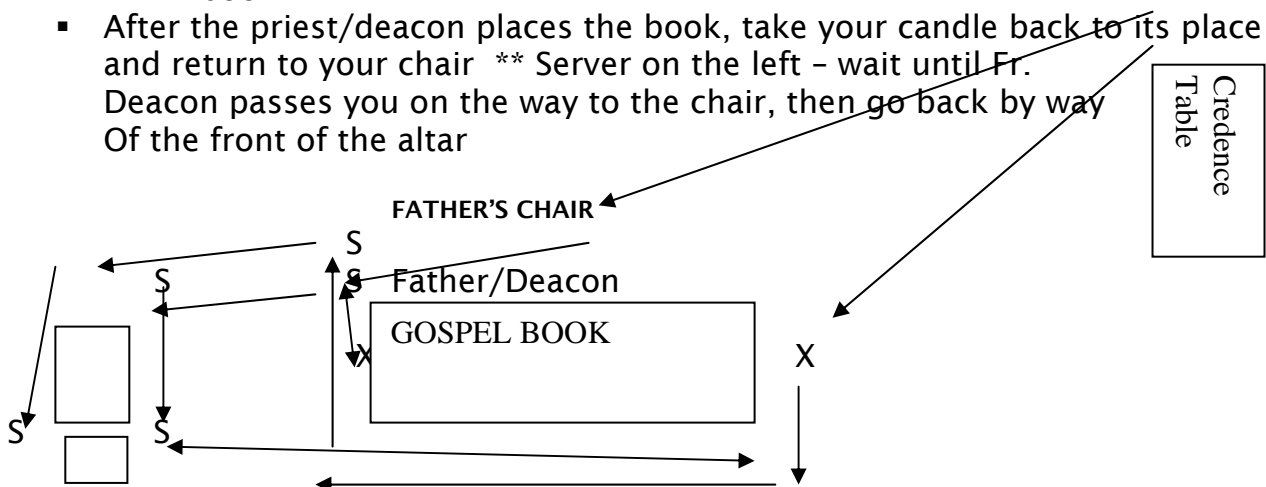 ▪ After the priest/deacon places the book, take your candle back to its place
and return to your chair ** Server on the left – wait until Fr.
Deacon passes you on the way to the chair, then go back by way
Of the front of the altar
Credence
Table
FATHER'S CHAIR
S
S
S Father/Deacon
GOSPEL BOOK
X
X
S
S